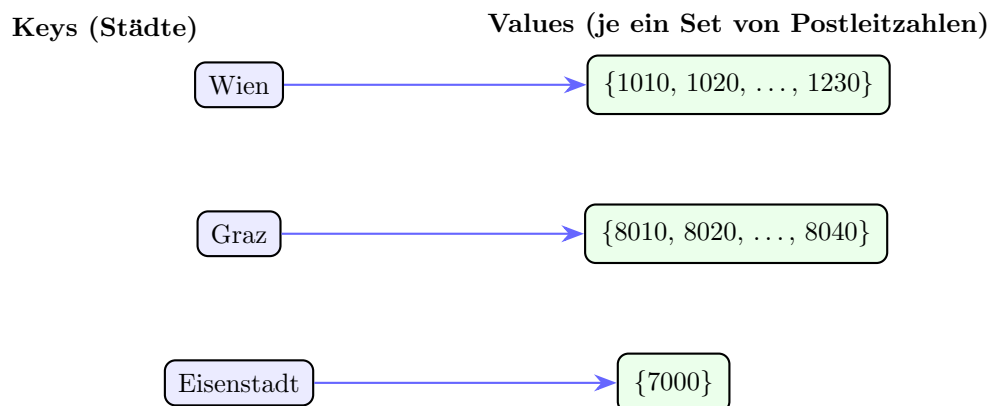 Keys (Städte)
Values (je ein Set von Postleitzahlen)
Wien
{1010, 1020, ..., 1230}
Graz
{8010, 8020, ..., 8040}
Eisenstadt
{7000}